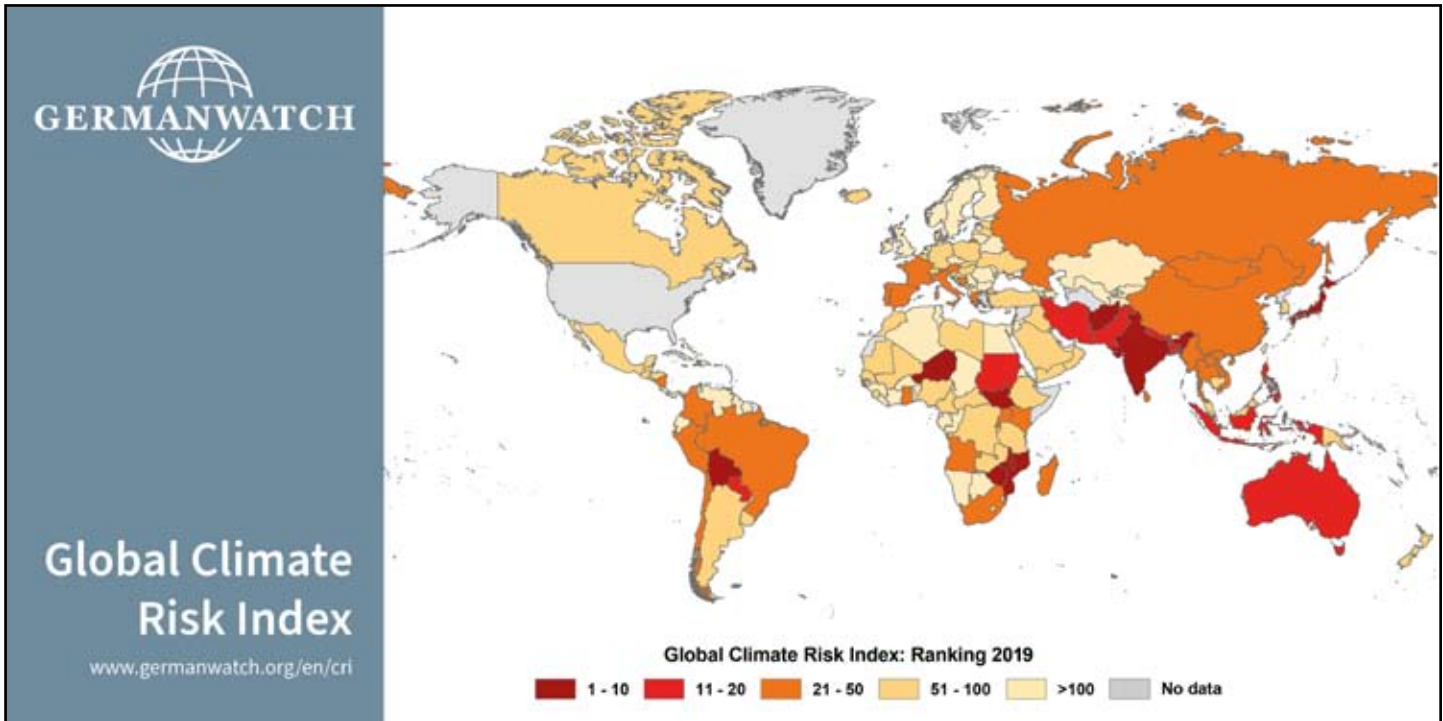 GERMANWATCH
Global Climate
Risk Index
www.germanwatch.org/en/cri
Global Climate Risk Index: Ranking 2019
1 - 10 11 - 20 21 - 50 51 - 100 >100 No data